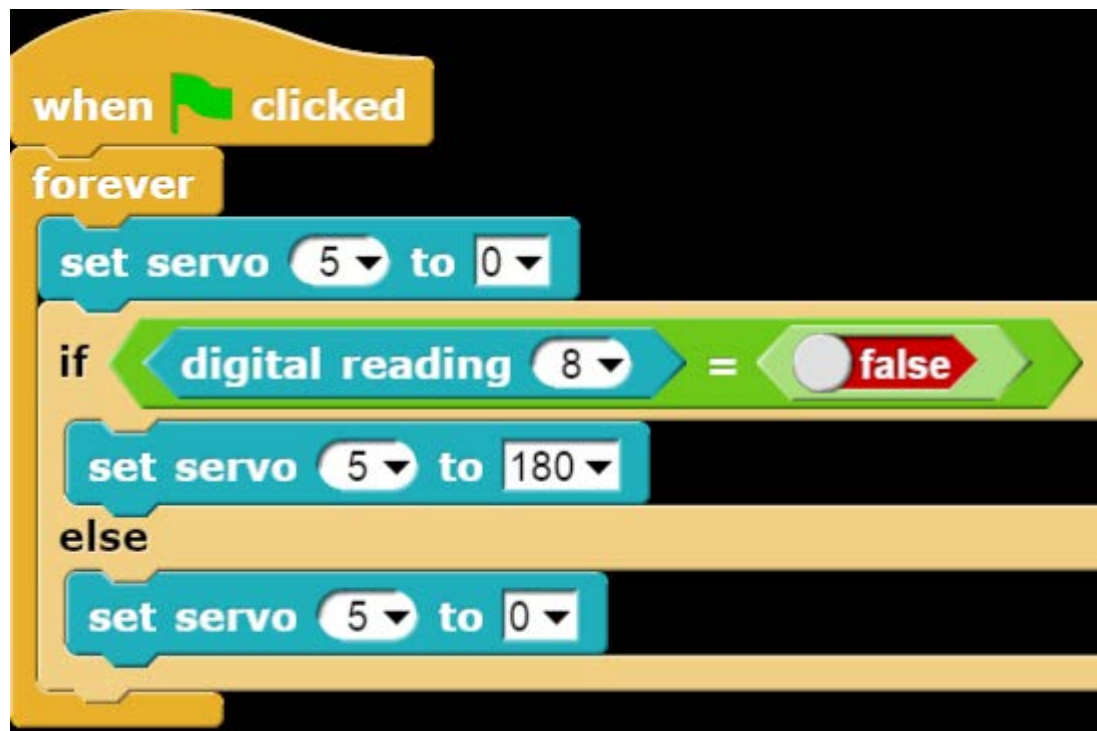 when clicked
forever
set servo 5 to 0
if digital reading 8 = false
set servo 5 to 180
else
set servo 5 to 0